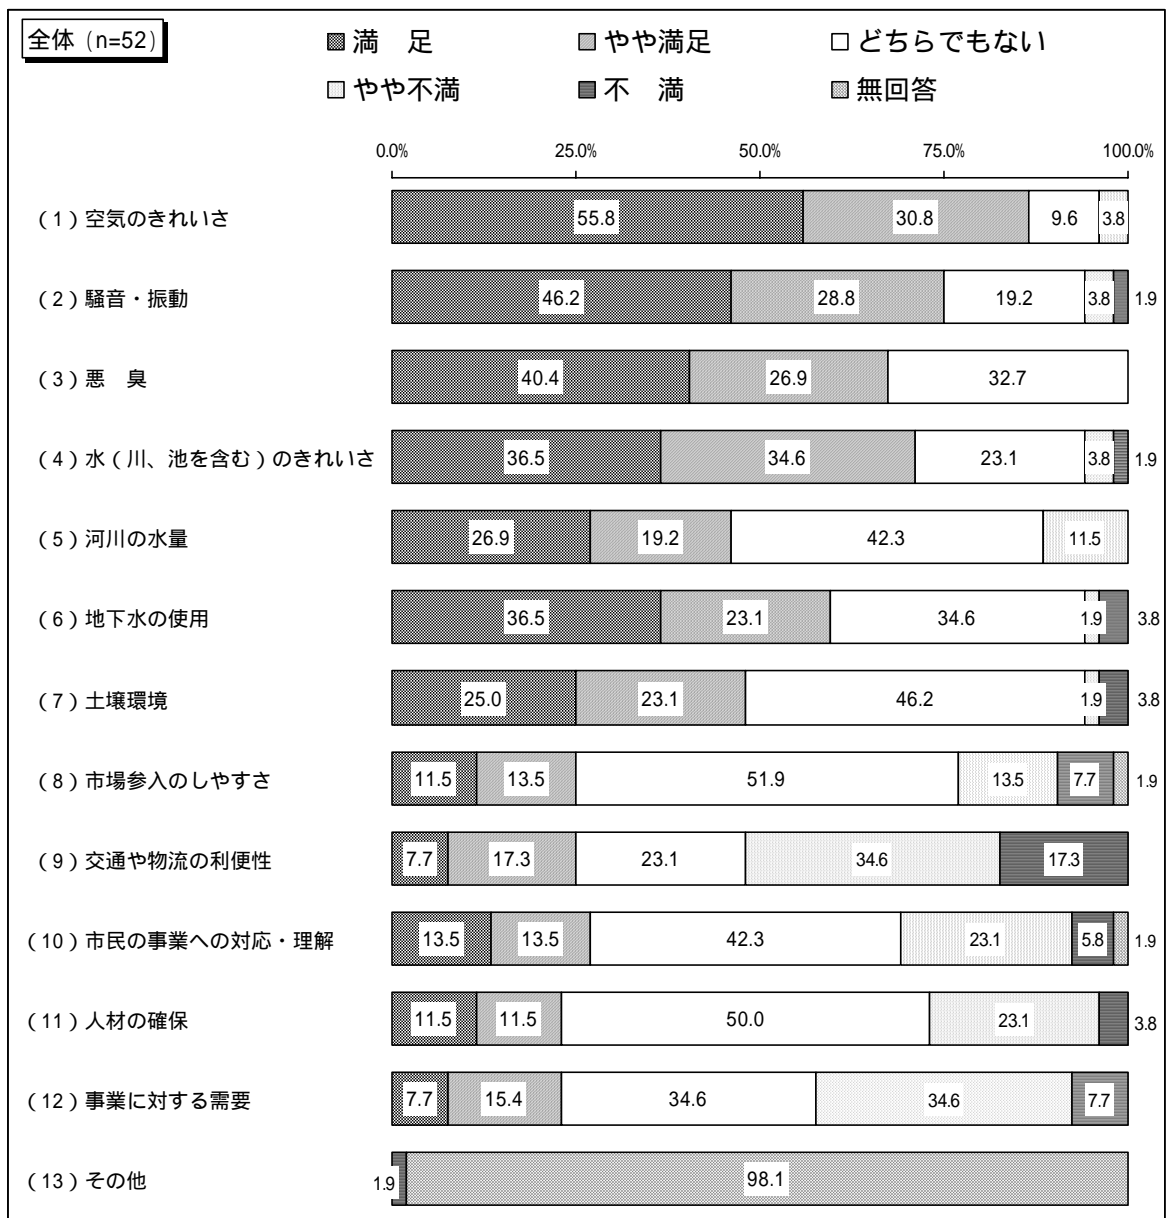 全体 (n=52)
満　足 やや満足 どちらでもない
やや不満 不　満 無回答
0.0% 25.0% 50.0% 75.0% 100.0%
(1)空気のきれいさ 55.8 30.8 9.6 3.8
(2)騒音・振動 46.2 28.8 19.2 3.8 1.9
(3)悪　臭 40.4 26.9 32.7
(4)水(川、池を含む)のきれいさ 36.5 34.6 23.1 3.8 1.9
(5)河川の水量 26.9 19.2 42.3 11.5
(6)地下水の使用 36.5 23.1 34.6 1.9 3.8
(7)土壌環境 25.0 23.1 46.2 1.9 3.8
(8)市場参入のしやすさ 11.5 13.5 51.9 13.5 7.7 1.9
(9)交通や物流の利便性 7.7 17.3 23.1 34.6 17.3
(10)市民の事業への対応・理解 13.5 13.5 42.3 23.1 5.8 1.9
(11)人材の確保 11.5 11.5 50.0 23.1 3.8
(12)事業に対する需要 7.7 15.4 34.6 34.6 7.7
(13)その他 1.9 98.1